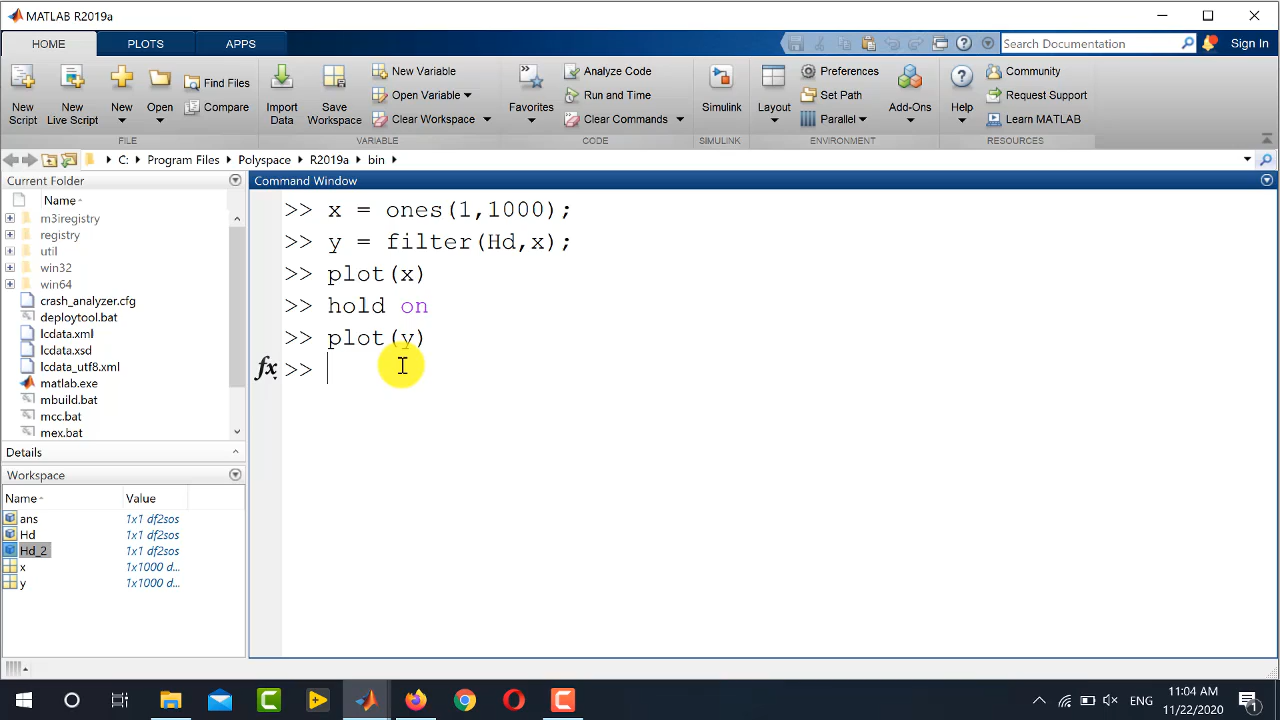 MATLAB R2019a
HOME PLOTS APPS Search Documentation Sign In
New Script
New Live Script
New
Open
Find Files
Compare
FILE
Import Data
Save Workspace
New Variable
Open Variable
Clear Workspace
VARIABLE
Favorites
Analyze Code
Run and Time
Clear Commands
CODE
Simulink
SIMULINK
Layout
Preferences
Set Path
Parallel
Add-Ons
ENVIRONMENT
Help
Community
Request Support
Learn MATLAB
RESOURCES
C: Program Files Polyspace R2019a bin
Current Folder
Name
m3iregistry
registry
util
win32
win64
crash_analyzer.cfg
deploytool.bat
lcdata.xml
lcdata.xsd
lcdata_utf8.xml
matlab.exe
mbuild.bat
mcc.bat
mex.bat
Details
Workspace
Name Value
ans 1x1 df2sos
Hd 1x1 df2sos
Hd_2 1x1 df2sos
x 1x1000 d...
y 1x1000 d...
Command Window
>> x = ones(1,1000);
>> y = filter(Hd,x);
>> plot(x)
>> hold on
>> plot(y)
fx >>
ENG
11:04 AM
11/22/2020
1